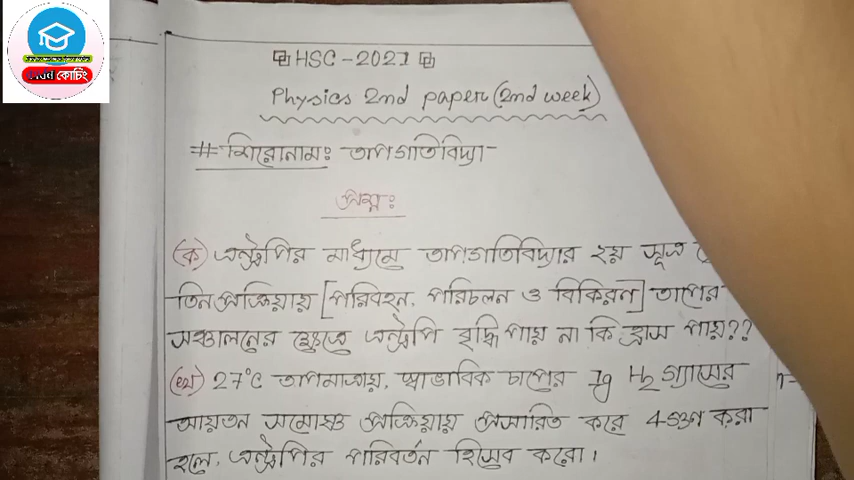 কোচিং
HSC-2021
Physics 2nd paper (2nd week)
# শিরোনামঃ তাপগতিবিদ্যা
প্রশ্নঃ
(ক) এন্ট্রপির মাধ্যমে তাপগতিবিদ্যার ২য় সূত্র
তিন প্রক্রিয়ায় [পরিবহন, পরিচলন ও বিকিরণ] তাপের
সঞ্চালনের ক্ষেত্রে এন্ট্রপি বৃদ্ধি পায় না কি হ্রাস পায়??
(খ) 27°C তাপমাত্রায়, স্বাভাবিক চাপের 1g H₂ গ্যাসের
আয়তন সমোষ্ণ প্রক্রিয়ায় প্রসারিত করে 4 গুণ করা
হলে, এন্ট্রপির পরিবর্তন হিসেব করো।